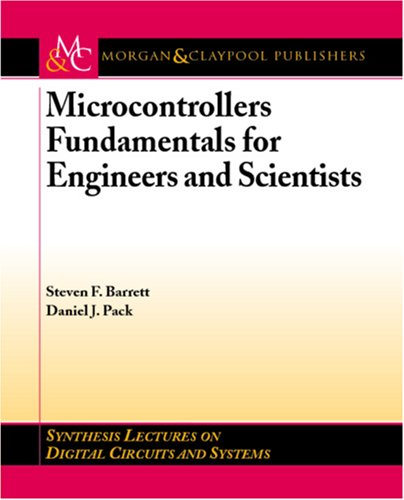 M
&C
MORGAN&CLAYPOOL PUBLISHERS
Microcontrollers
Fundamentals for
Engineers and Scientists
Steven F. Barrett
Daniel J. Pack
SYNTHESIS LECTURES ON
DIGITAL CIRCUITS AND SYSTEMS